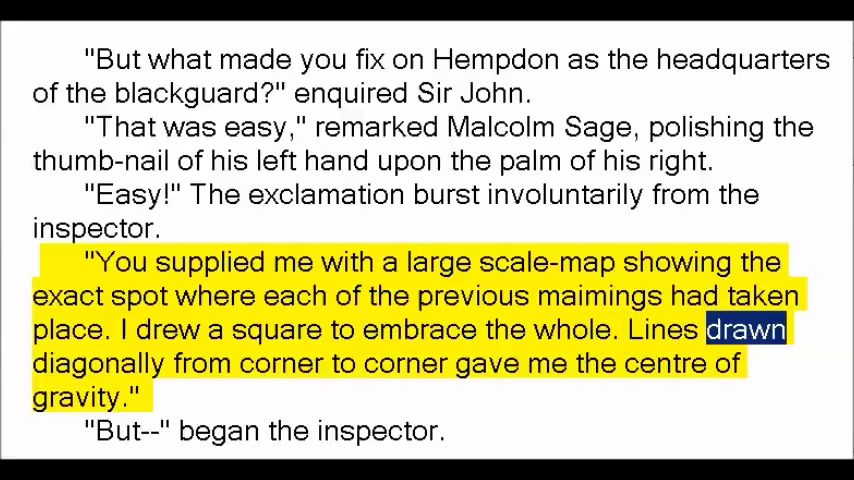 "But what made you fix on Hempdon as the headquarters
of the blackguard?" enquired Sir John.
"That was easy," remarked Malcolm Sage, polishing the
thumb-nail of his left hand upon the palm of his right.
"Easy!" The exclamation burst involuntarily from the
inspector.
"You supplied me with a large scale-map showing the
exact spot where each of the previous maimings had taken
place. I drew a square to embrace the whole. Lines drawn
diagonally from corner to corner gave me the centre of
gravity."
"But--" began the inspector.